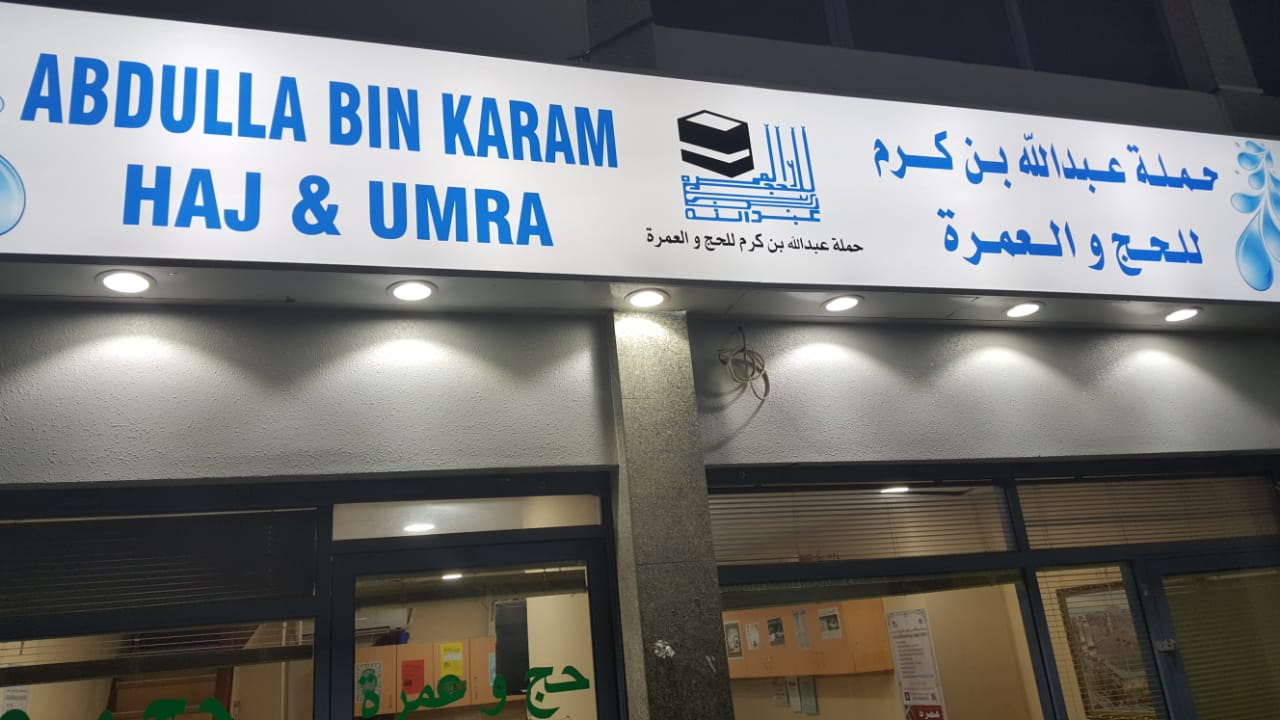 ABDULLA BIN KARAM
HAJ & UMRA
حملة عبدالله بن كرم للحج و العمرة
حملة عبدالله بن كرم
للحج و العمرة
حج و عمرة
عمرة